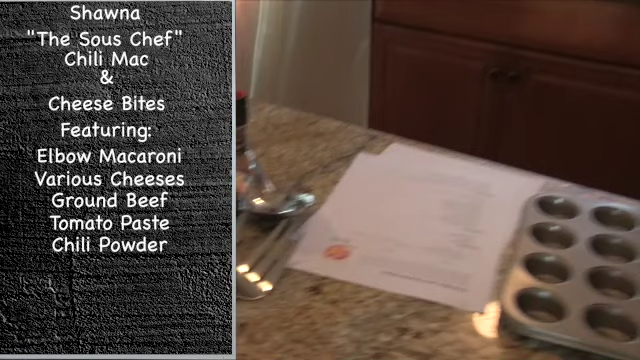 Shawna
"The Sous Chef"
Chili Mac
&
Cheese Bites
Featuring:
Elbow Macaroni
Various Cheeses
Ground Beef
Tomato Paste
Chili Powder